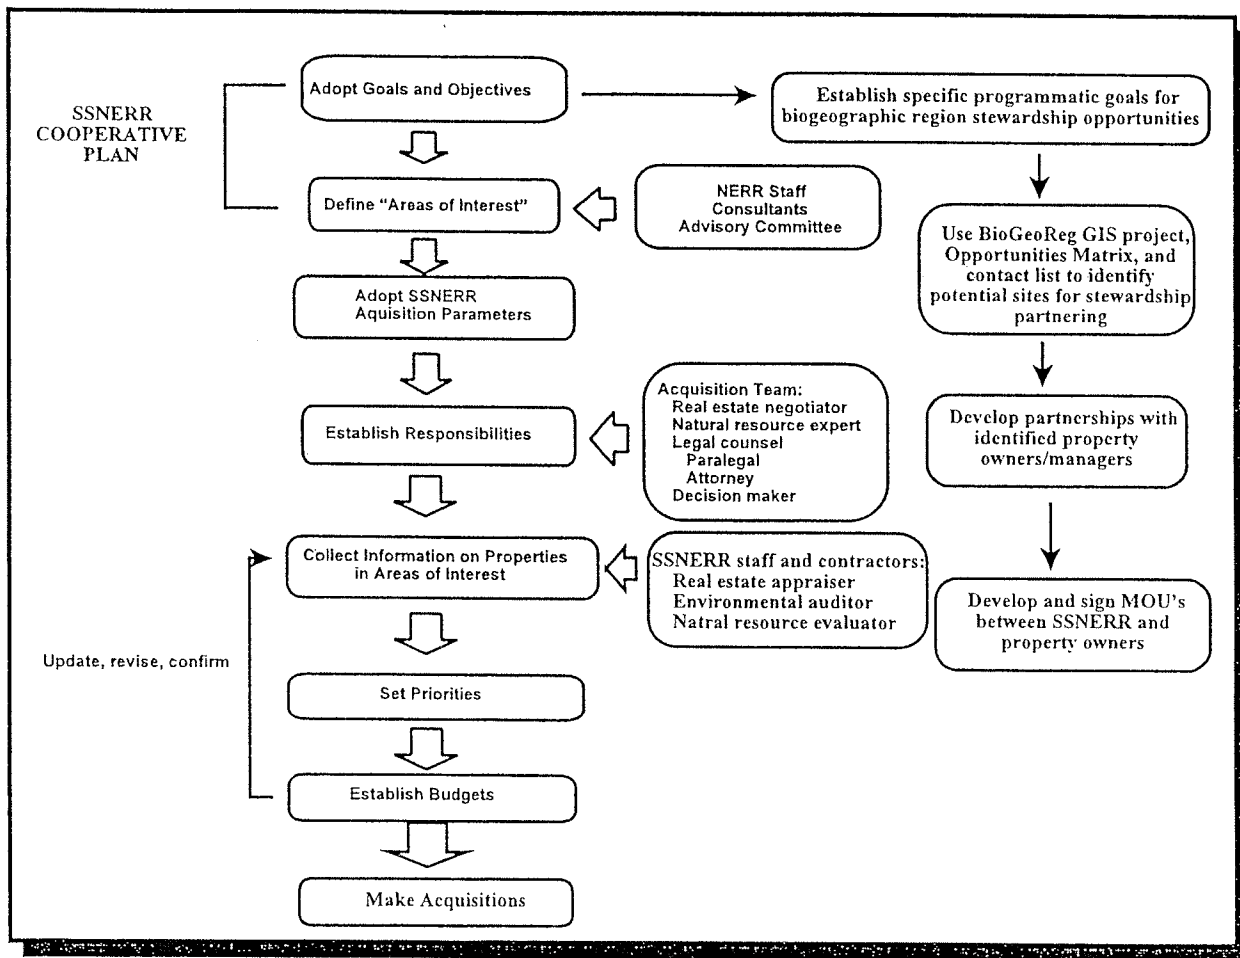 SSNERR
COOPERATIVE
PLAN
Adopt Goals and Objectives
Define "Areas of Interest"
NERR Staff
Consultants
Advisory Committee
Adopt SSNERR
Aquisition Parameters
Establish Responsibilities
Acquisition Team:
Real estate negotiator
Natural resource expert
Legal counsel
Paralegal
Attorney
Decision maker
Collect Information on Properties
in Areas of Interest
SSNERR staff and contractors:
Real estate appraiser
Environmental auditor
Natral resource evaluator
Update, revise, confirm
Set Priorities
Establish Budgets
Make Acquisitions
Establish specific programmatic goals for
biogeographic region stewardship opportunities
Use BioGeoReg GIS project,
Opportunities Matrix, and
contact list to identify
potential sites for stewardship
partnering
Develop partnerships with
identified property
owners/managers
Develop and sign MOU's
between SSNERR and
property owners